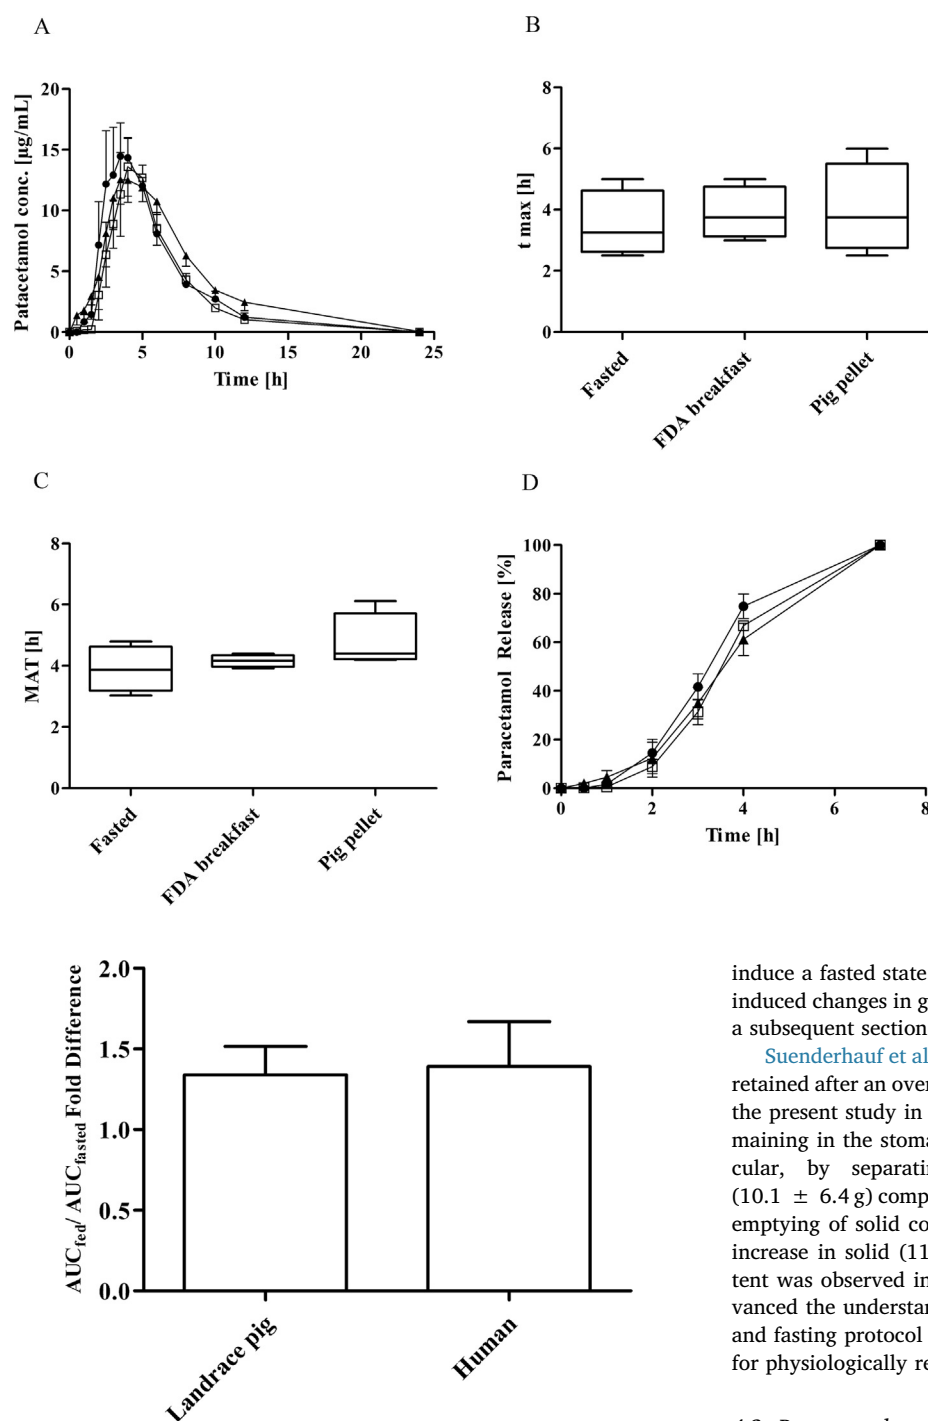 A
Patacetamol conc. [µg/mL]
20
15
10
5
0
0 5 10 15 20 25
Time [h]
B
t max [h]
8
6
4
2
0
Fasted
FDA breakfast
Pig pellet
C
MAT [h]
8
6
4
2
0
Fasted
FDA breakfast
Pig pellet
D
Paracetamol Release [%]
100
80
60
40
20
0
0 2 4 6 8
Time [h]
AUCfed/ AUCfasted Fold Difference
2.0
1.5
1.0
0.5
0.0
Landrace pig
Human
induce a fasted state
induced changes in g
a subsequent section
Suenderhauf et al
retained after an over
the present study in
maining in the stoma
cular, by separatin
(10.1 ± 6.4 g) comp
emptying of solid co
increase in solid (11
tent was observed in
vanced the understan
and fasting protocol
for physiologically re